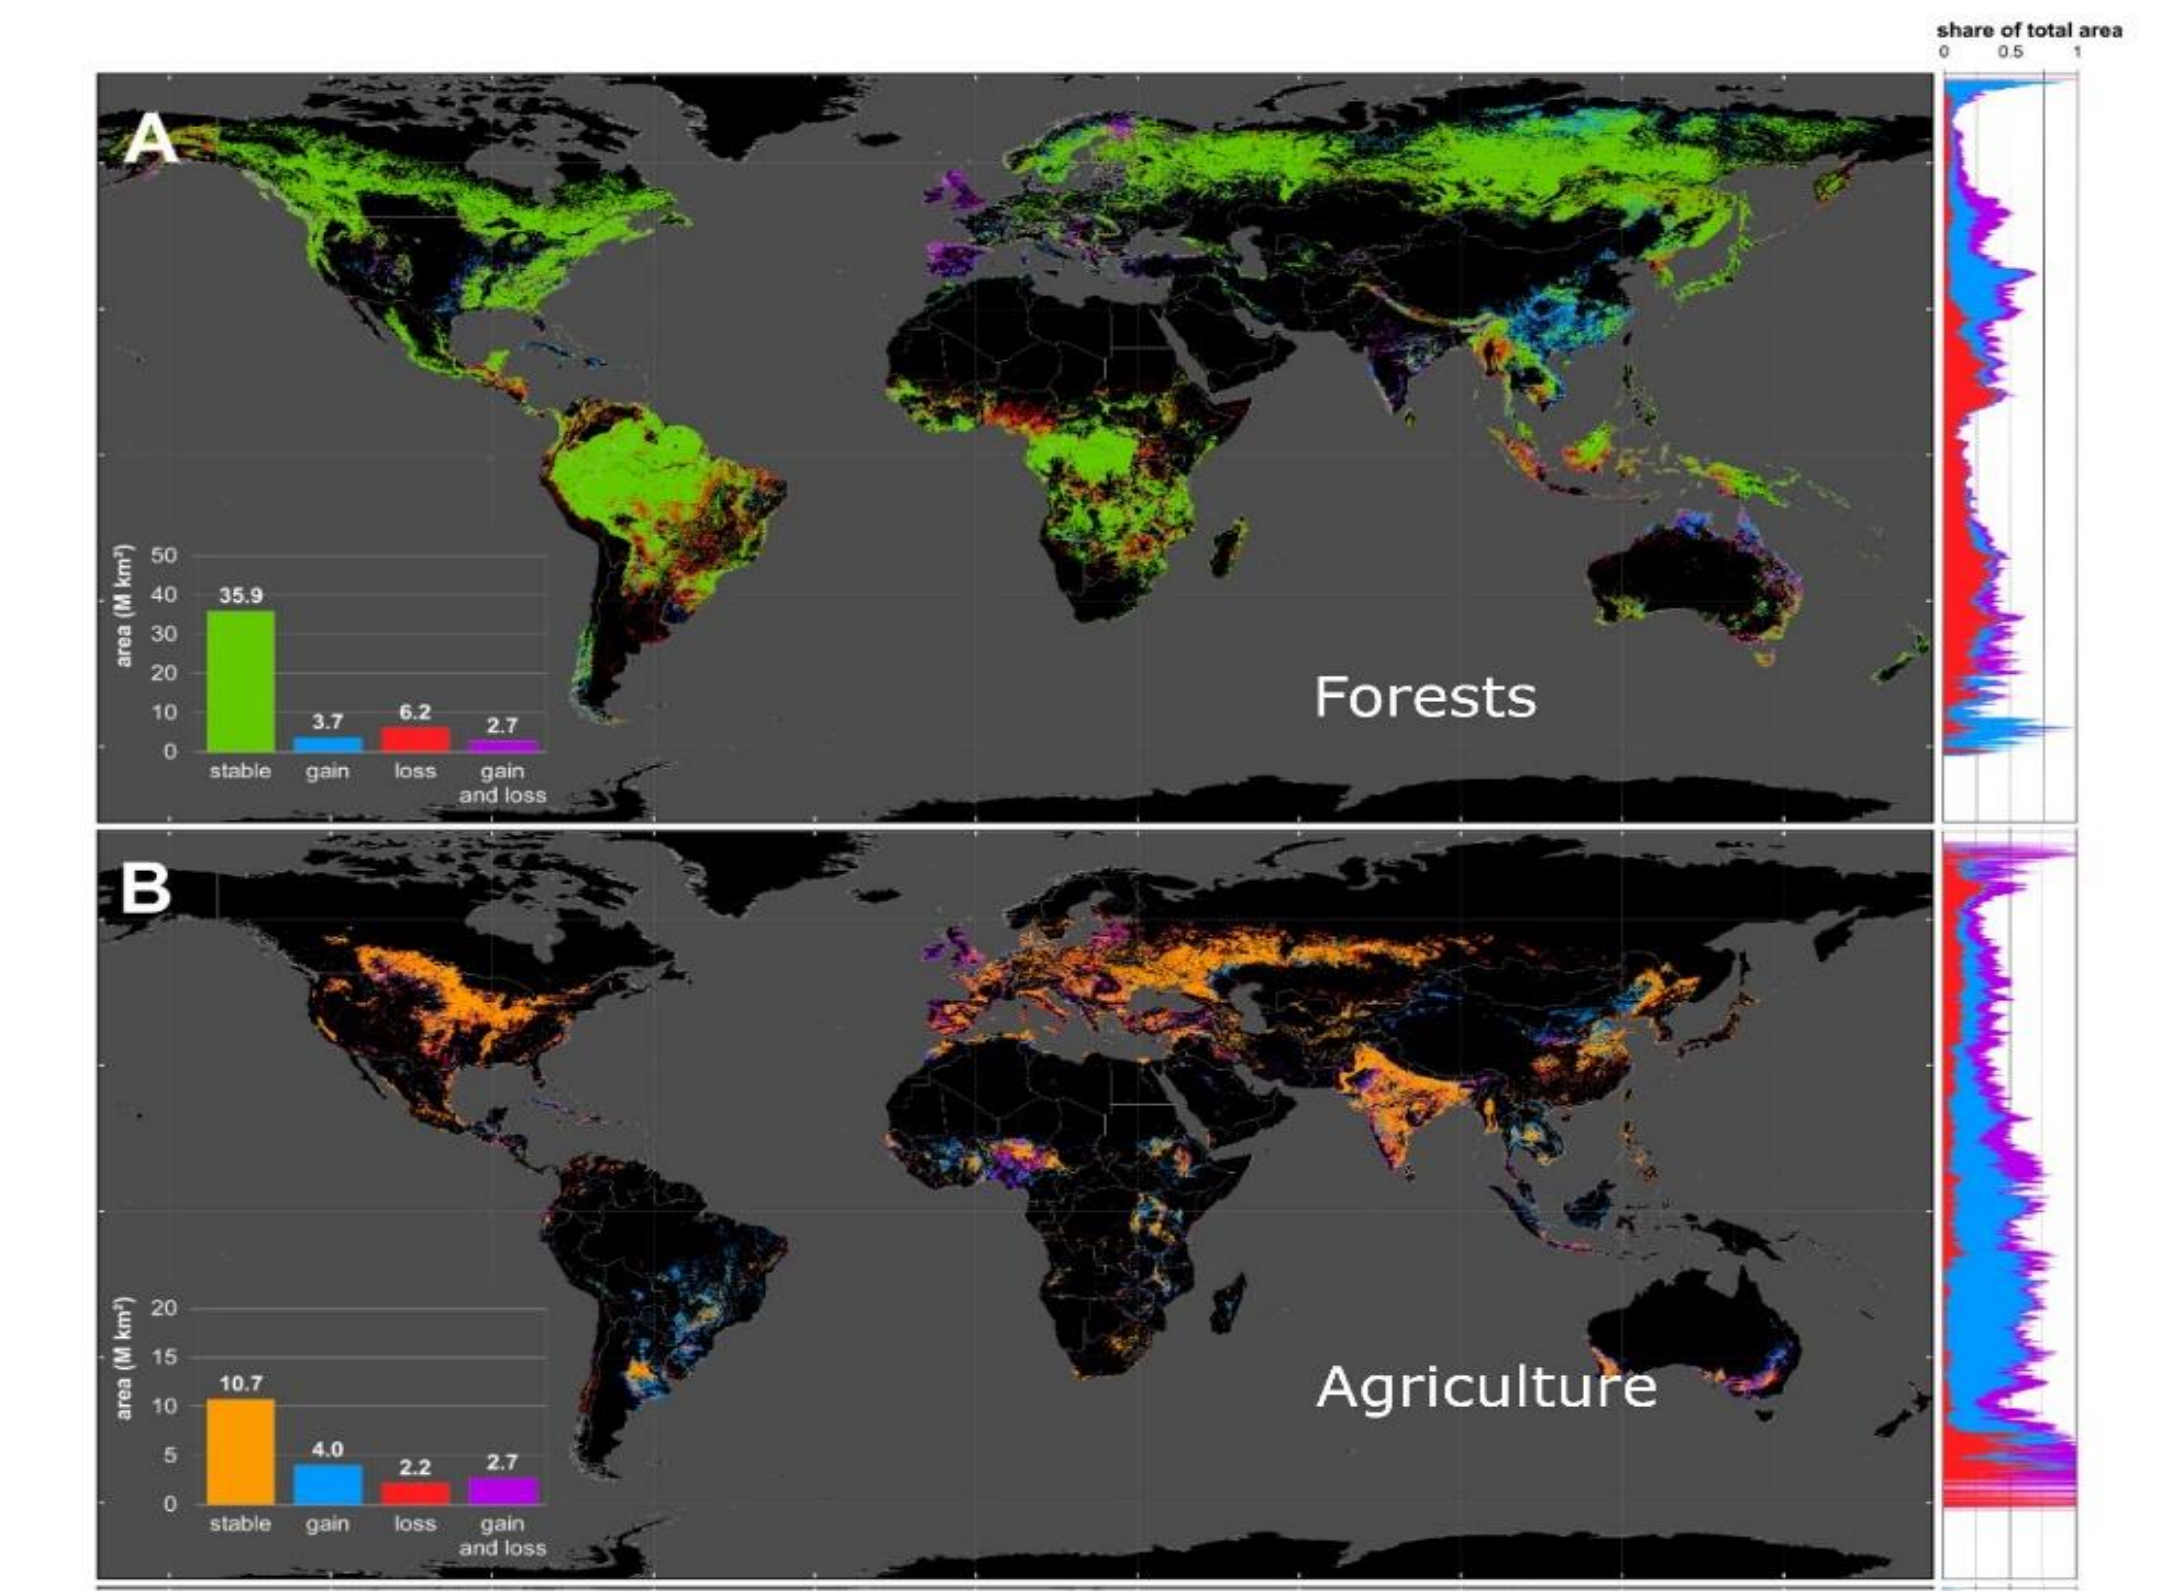 share of total area
0 0.5 1
A
area (M km²)
50
40
30
20
10
0
35.9
3.7
6.2
2.7
stable gain loss gain
and loss
Forests
B
area (M km²)
20
15
10
5
0
10.7
4.0
2.2
2.7
stable gain loss gain
and loss
Agriculture